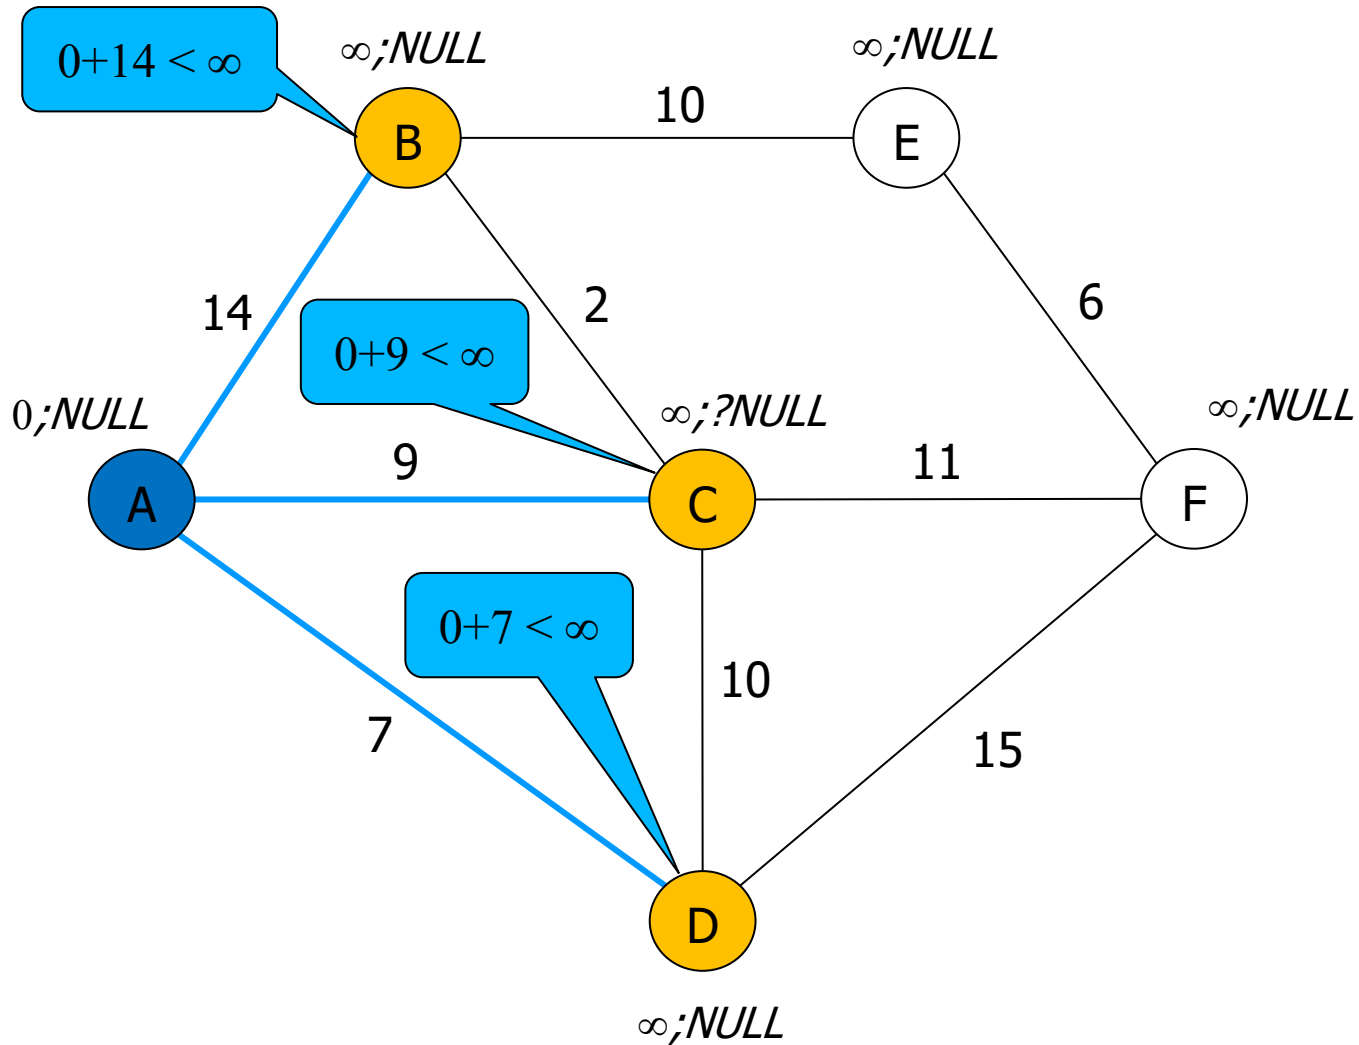 0+14 < ∞
∞;NULL
∞;NULL
B
10
E
14
2
6
0+9 < ∞
0;NULL
∞;?NULL
∞;NULL
A
9
C
11
F
0+7 < ∞
10
7
15
D
∞;NULL